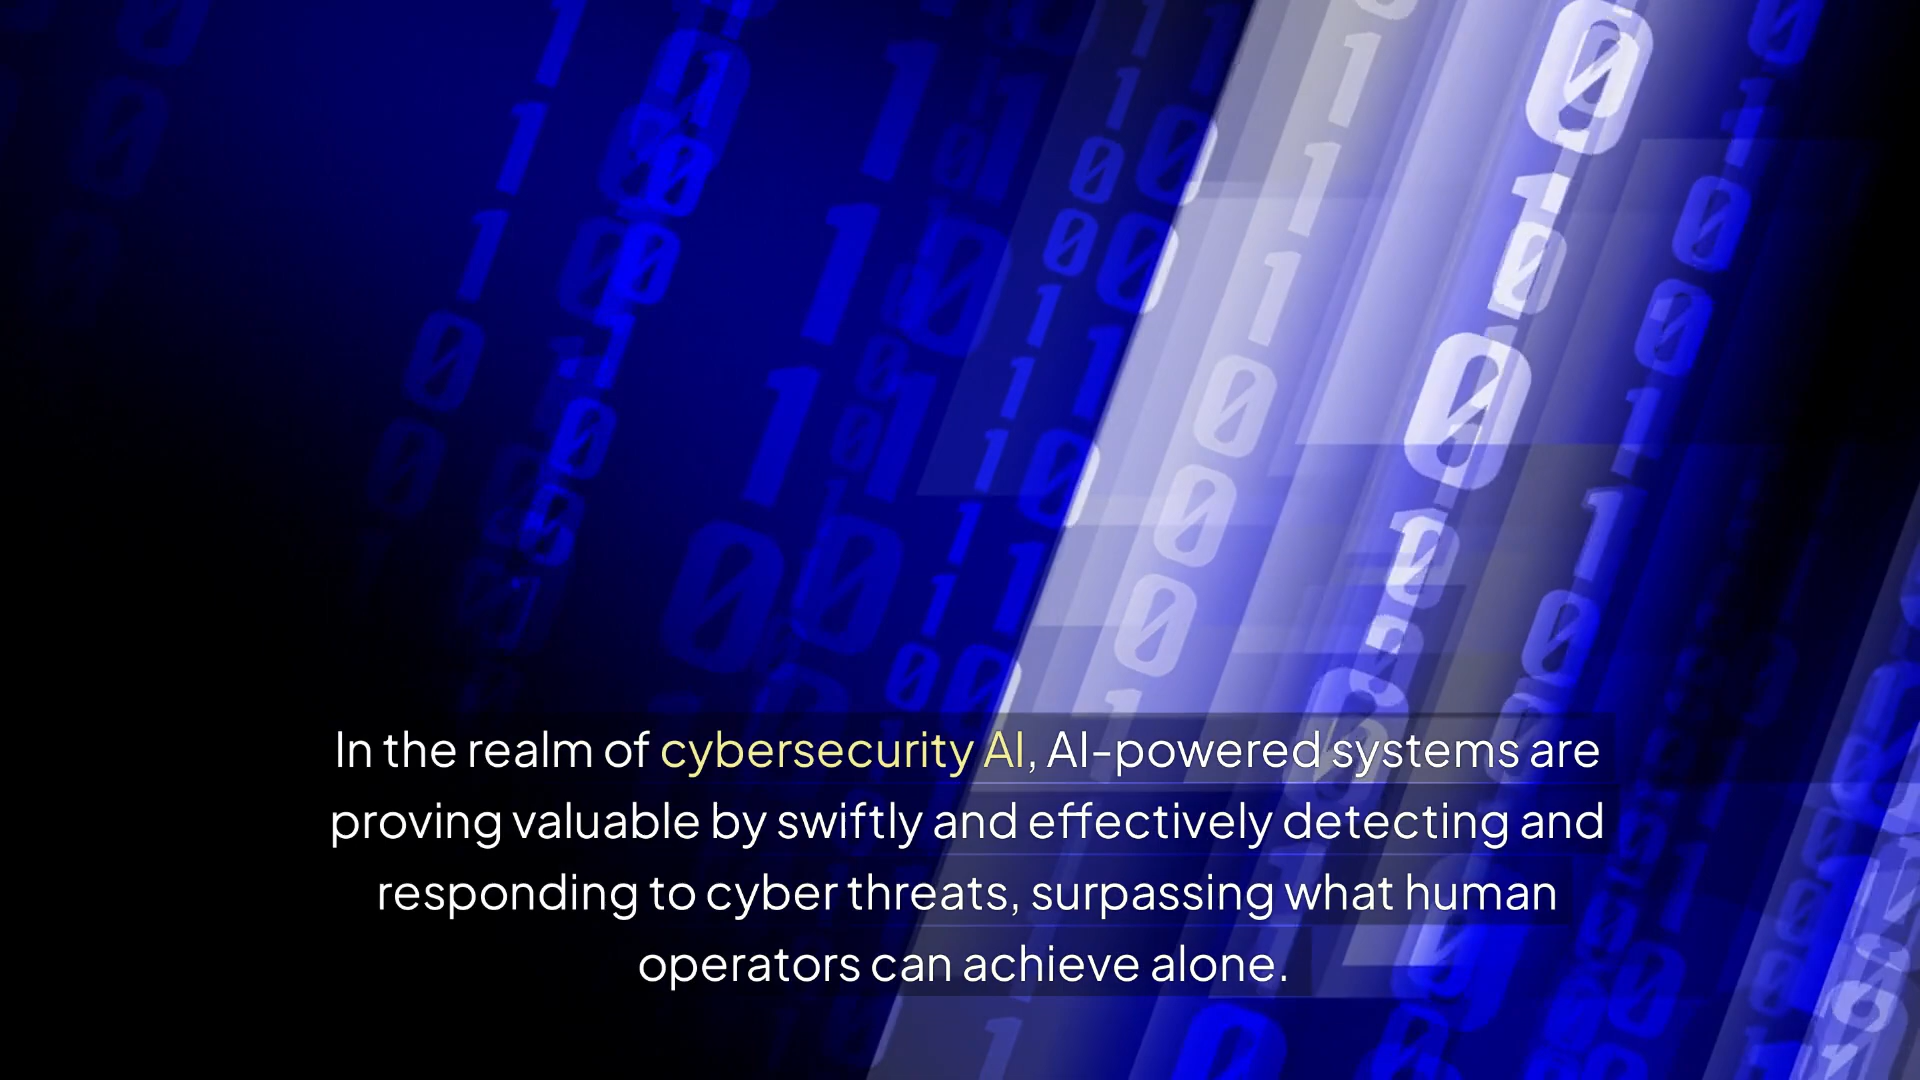 In the realm of cybersecurity AI, AI-powered systems are
proving valuable by swiftly and effectively detecting and
responding to cyber threats, surpassing what human
operators can achieve alone.